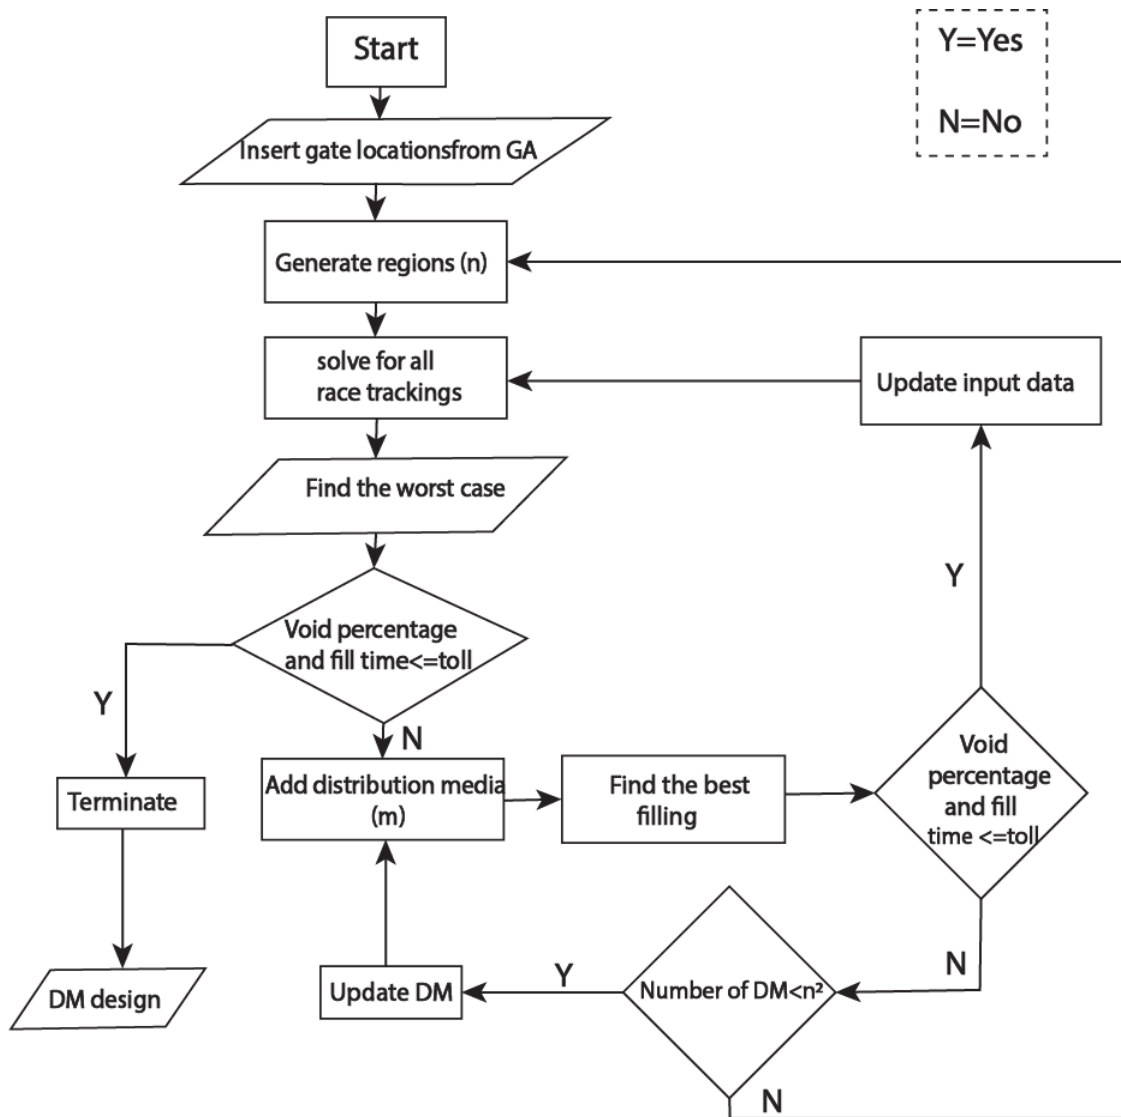 Start
Y=Yes
N=No
Insert gate locationsfrom GA
Generate regions (n)
solve for all
race trackings
Update input data
Find the worst case
Y
Void percentage
and fill time<=toll
Y
N
Void
percentage
and fill
time <=toll
Terminate
Add distribution media
(m)
Find the best
filling
N
Y
DM design
Update DM
Number of DM<n²
N